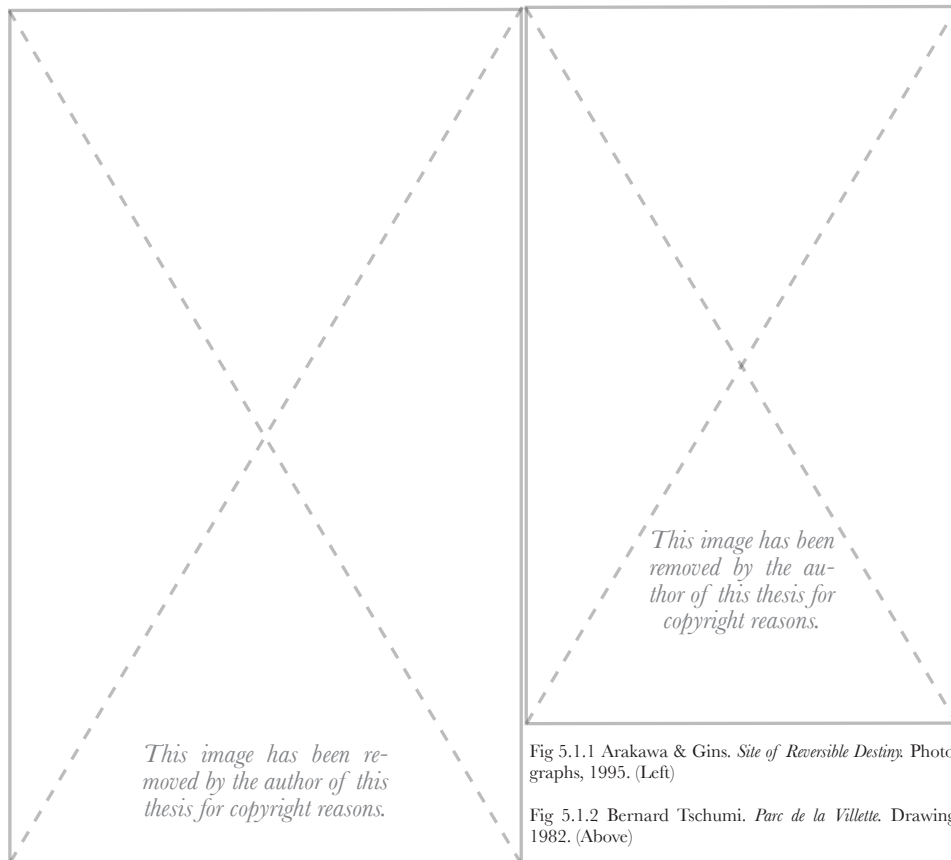 This image has been re-
moved by the author of this
thesis for copyright reasons.
This image has been
removed by the au-
thor of this thesis for
copyright reasons.
Fig 5.1.1 Arakawa & Gins. Site of Reversible Destiny. Photo
graphs, 1995. (Left)
Fig 5.1.2 Bernard Tschumi. Parc de la Villette. Drawing
1982. (Above)